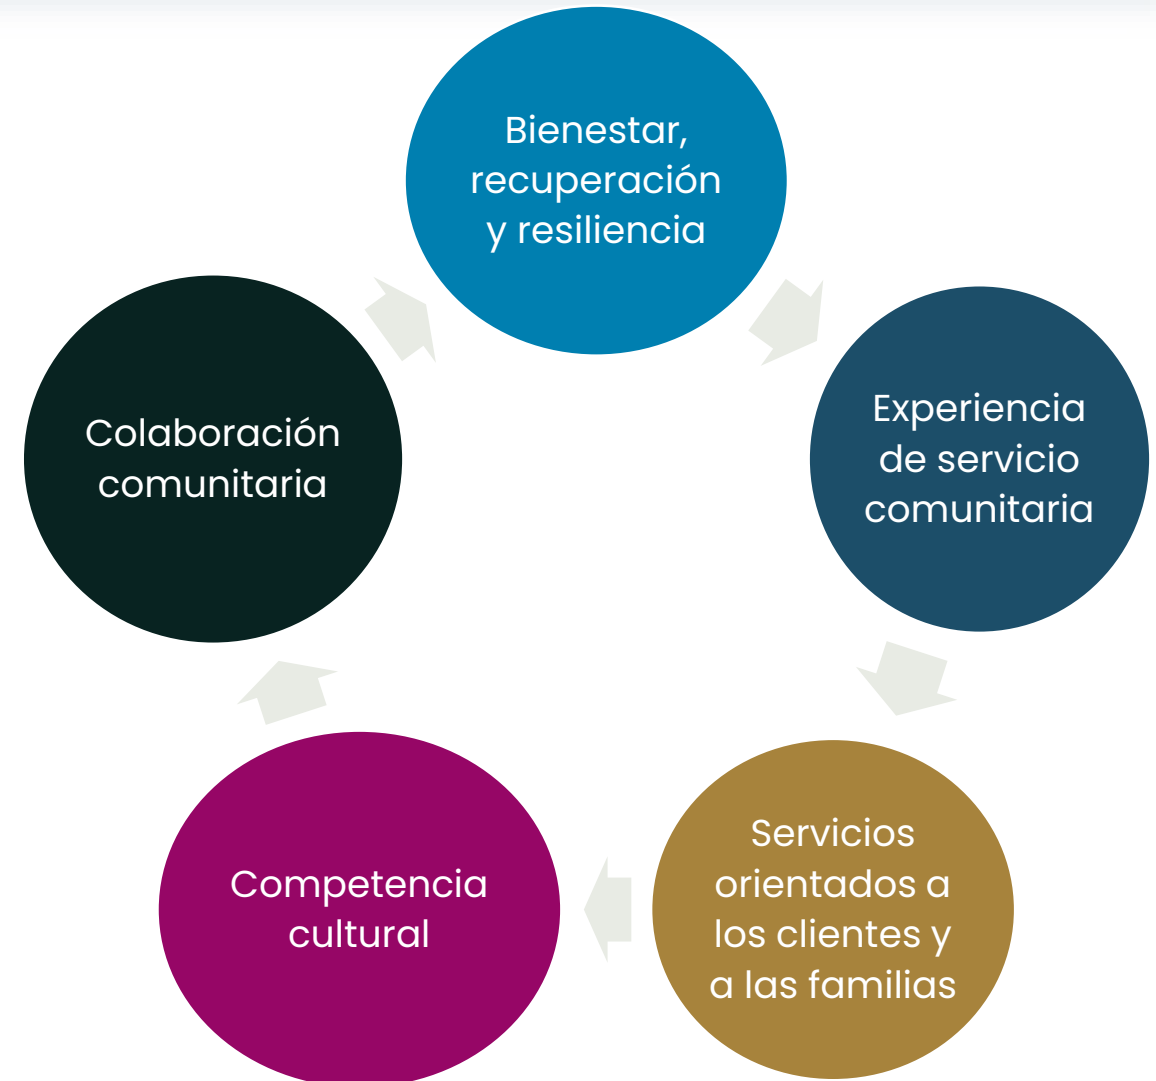 Bienestar,
recuperación
y resiliencia
Experiencia
de servicio
comunitaria
Servicios
orientados a
los clientes y
a las familias
Competencia
cultural
Colaboración
comunitaria